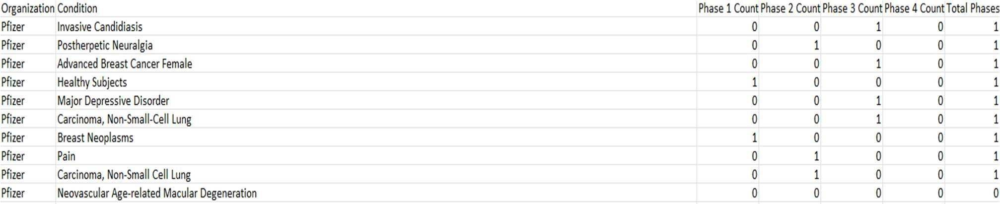 Organization Condition Phase 1 Count Phase 2 Count Phase 3 Count Phase 4 Count Total Phases
Pfizer Invasive Candidiasis 0 0 1 0 1
Pfizer Postherpetic Neuralgia 0 1 0 0 1
Pfizer Advanced Breast Cancer Female 0 0 1 0 1
Pfizer Healthy Subjects 1 0 0 0 1
Pfizer Major Depressive Disorder 0 0 1 0 1
Pfizer Carcinoma, Non-Small-Cell Lung 0 0 1 0 1
Pfizer Breast Neoplasms 1 0 0 0 1
Pfizer Pain 0 1 0 0 1
Pfizer Carcinoma, Non-Small Cell Lung 0 1 0 0 1
Pfizer Neovascular Age-related Macular Degeneration 0 0 0 0 0